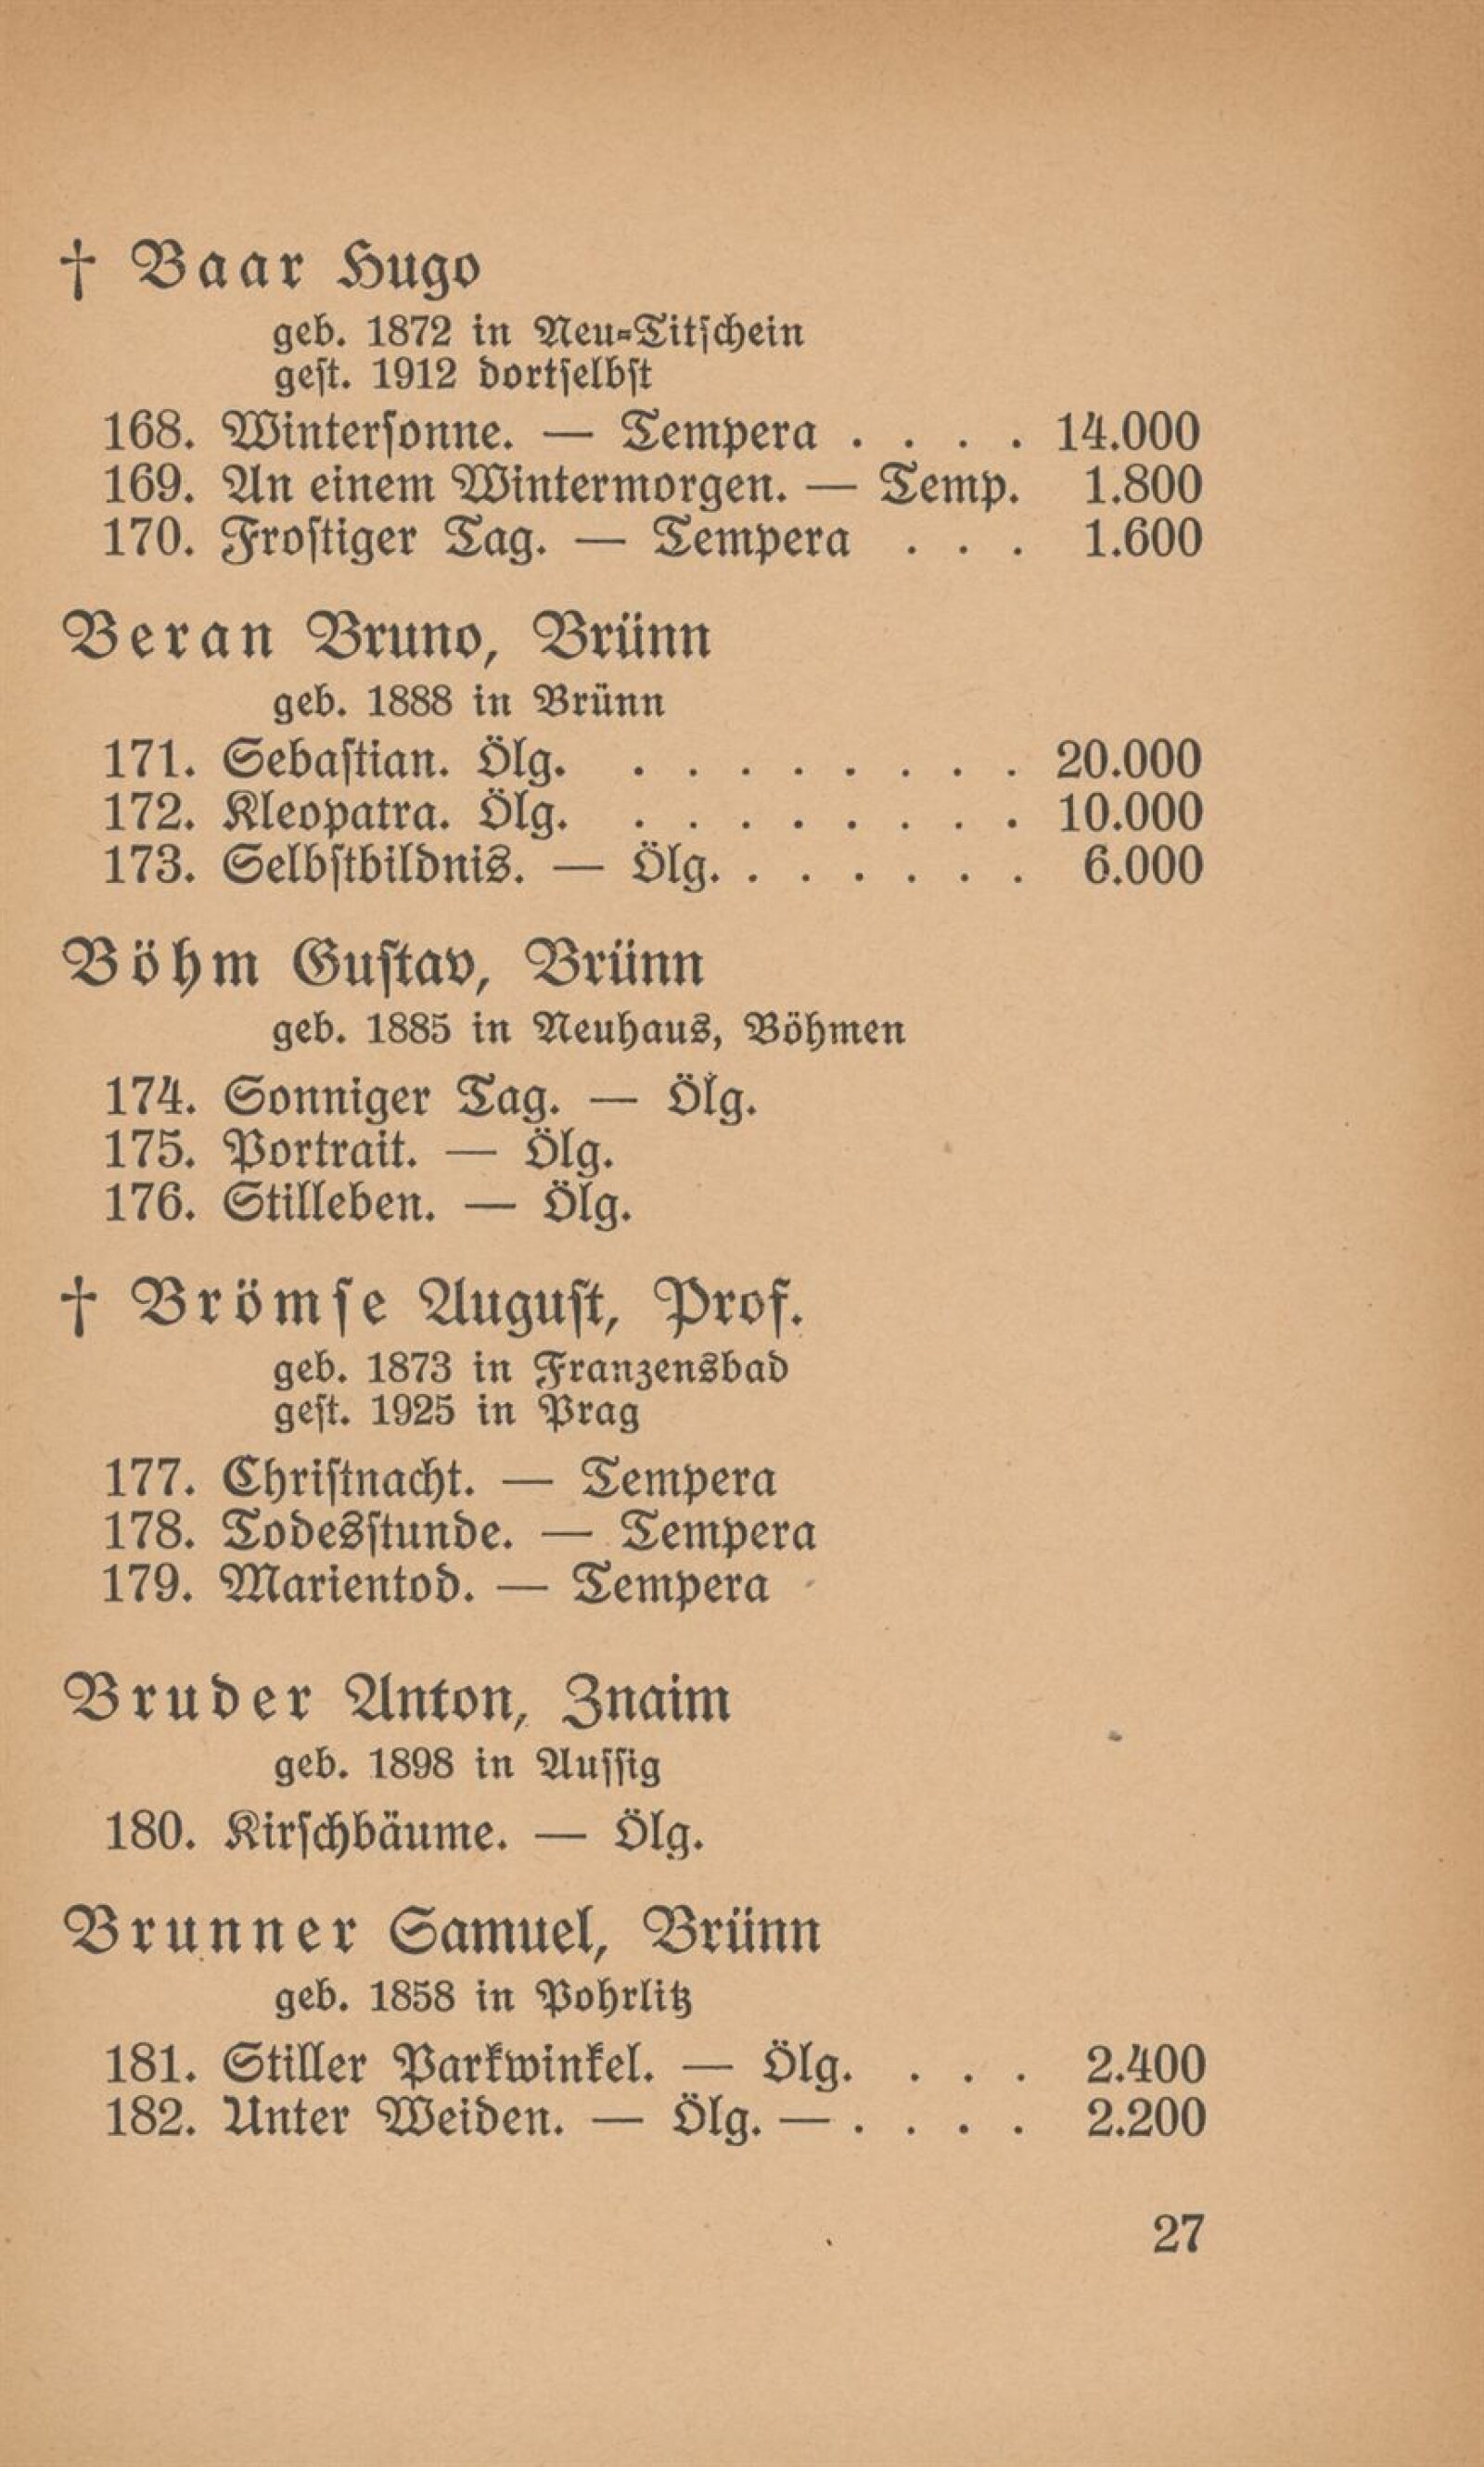 † Baar Hugo
geb. 1872 in Neu-Titschein
gest. 1912 dortselbst
168. Wintersonne. — Tempera . . . . 14.000
169. An einem Wintermorgen. — Temp. 1.800
170. Frostiger Tag. — Tempera . . . 1.600
Beran Bruno, Brünn
geb. 1888 in Brünn
171. Sebastian. Ölg. . . . . . . . . 20.000
172. Kleopatra. Ölg. . . . . . . . . 10.000
173. Selbstbildnis. — Ölg. . . . . . . 6.000
Böhm Gustav, Brünn
geb. 1885 in Neuhaus, Böhmen
174. Sonniger Tag. — Ölg.
175. Portrait. — Ölg.
176. Stilleben. — Ölg.
† Brömse August, Prof.
geb. 1873 in Franzensbad
gest. 1925 in Prag
177. Christnacht. — Tempera
178. Todesstunde. — Tempera
179. Marientod. — Tempera
Bruder Anton, Znaim
geb. 1898 in Aussig
180. Kirschbäume. — Ölg.
Brunner Samuel, Brünn
geb. 1858 in Pohrlitz
181. Stiller Parkwinkel. — Ölg. . . . 2.400
182. Unter Weiden. — Ölg. — . . . . 2.200
27